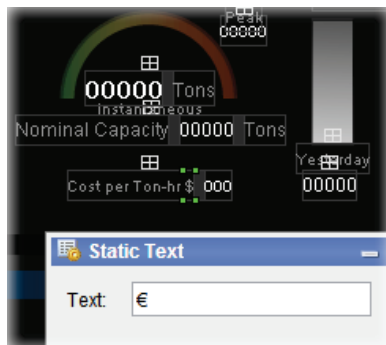 Peak
00000
00000 Tons
Instantaneous
Nominal Capacity 00000 Tons
Yesterday
Cost per Ton-hr $ 000
00000
Static Text
Text: €